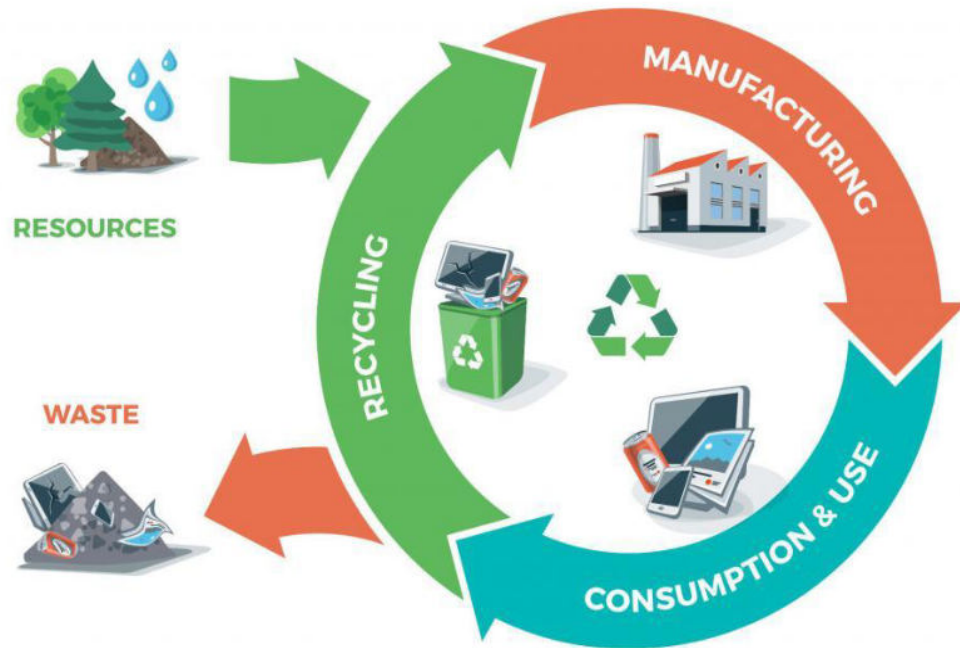 RESOURCES
WASTE
RECYCLING
MANUFACTURING
CONSUMPTION & USE